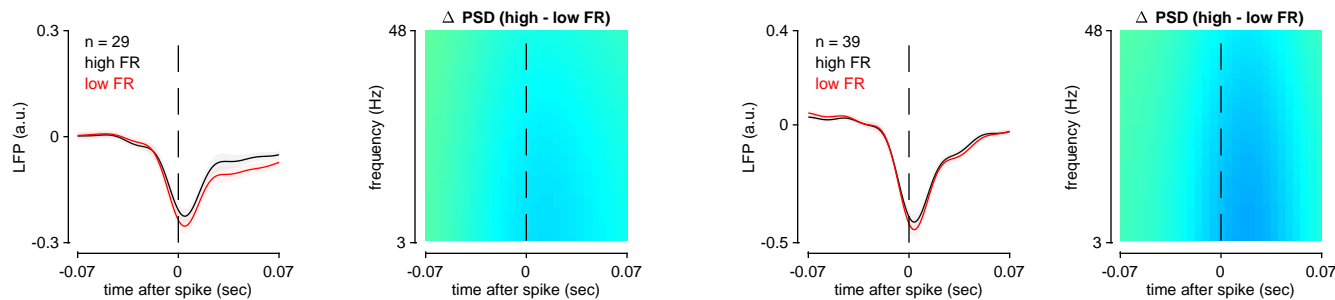 0.3
n = 29
high FR
low FR
0
LFP (a.u.)
-0.3
-0.07
0
0.07
time after spike (sec)
Δ PSD (high - low FR)
48
frequency (Hz)
3
-0.07
0
0.07
time after spike (sec)
0.4
n = 39
high FR
low FR
0
LFP (a.u.)
-0.5
-0.07
0
0.07
time after spike (sec)
Δ PSD (high - low FR)
48
frequency (Hz)
3
-0.07
0
0.07
time after spike (sec)